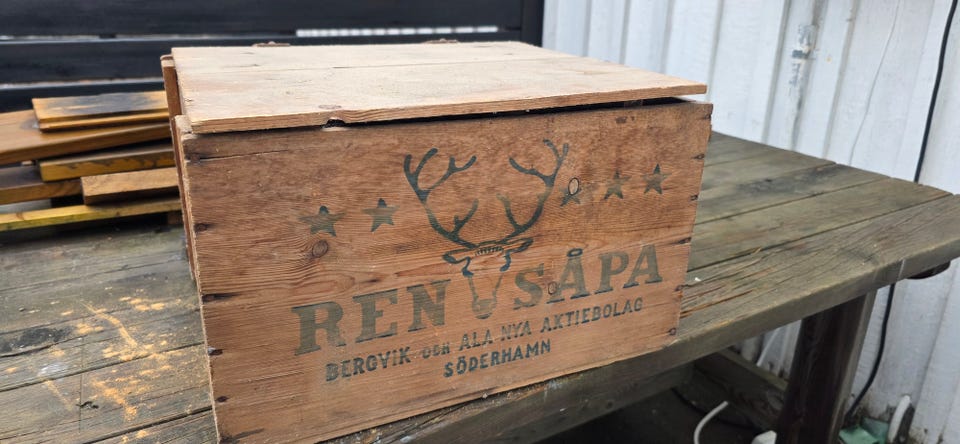 REN SÅPA
BERGVIK OCH ALA NYA AKTIEBOLAG
SÖDERHAMN